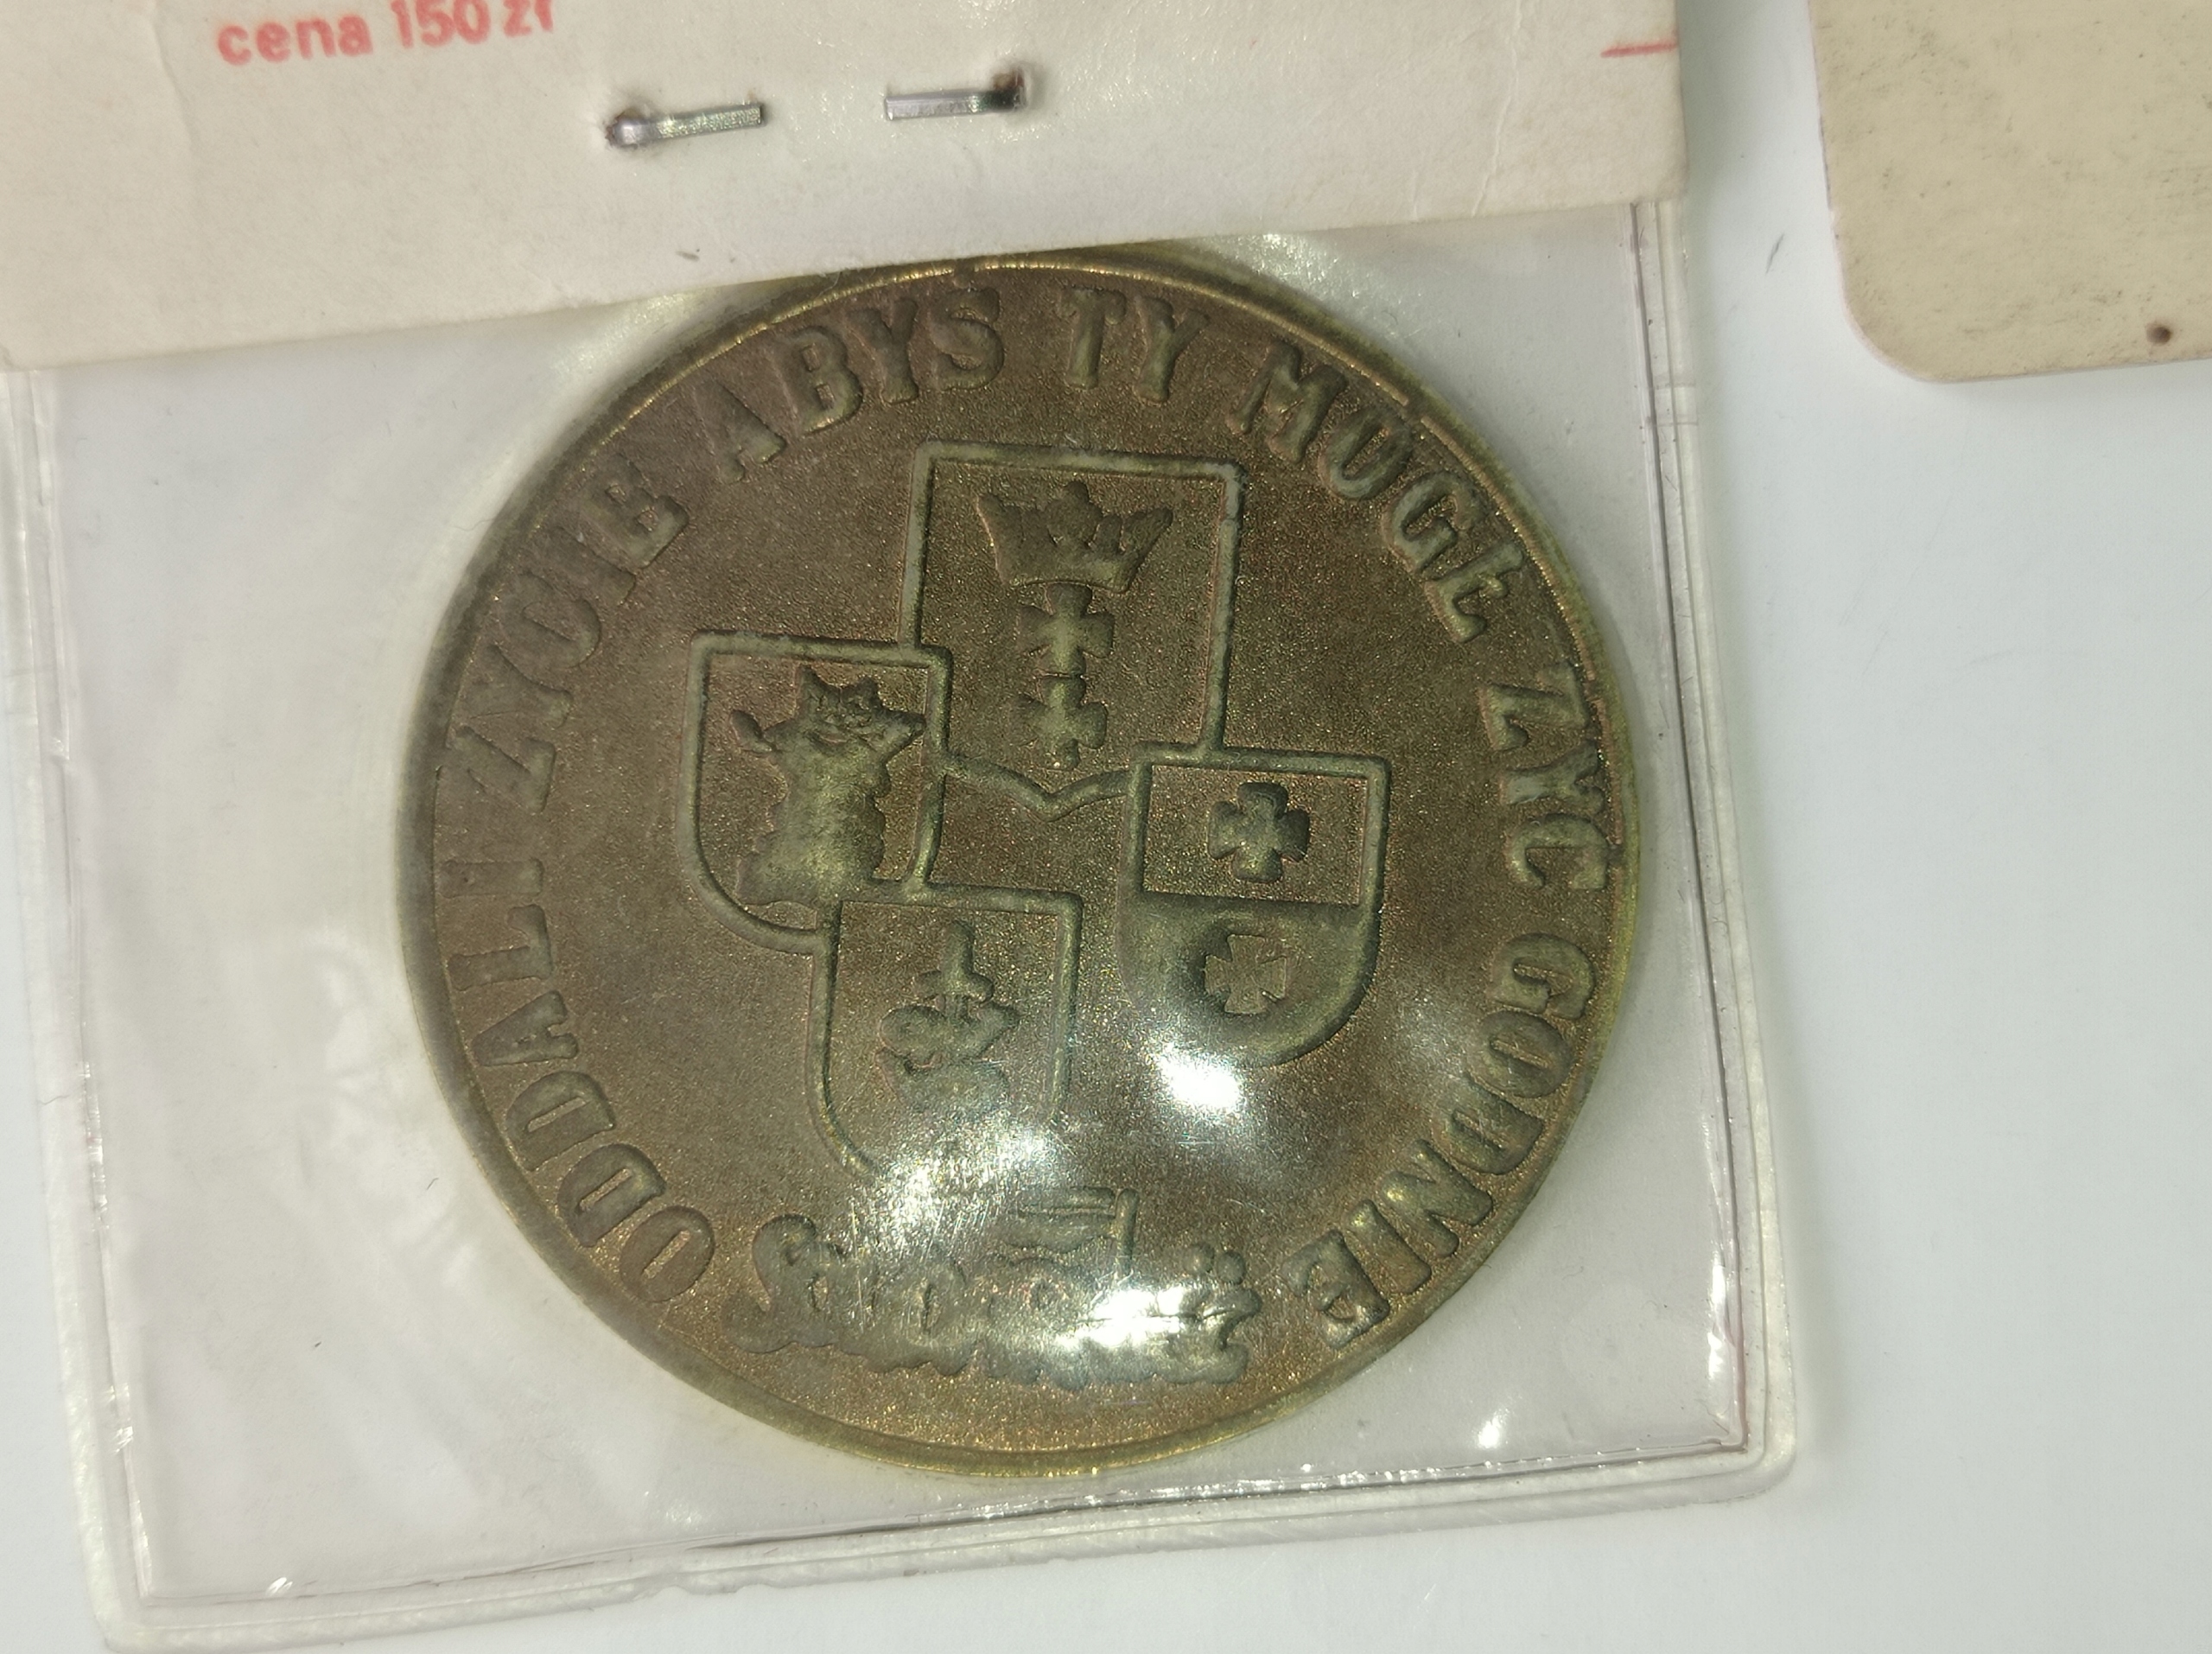 cena 150 zł
ODDALI ŻYCIE ABYŚ TY MÓGŁ ŻYĆ GODNIE
Solidarność